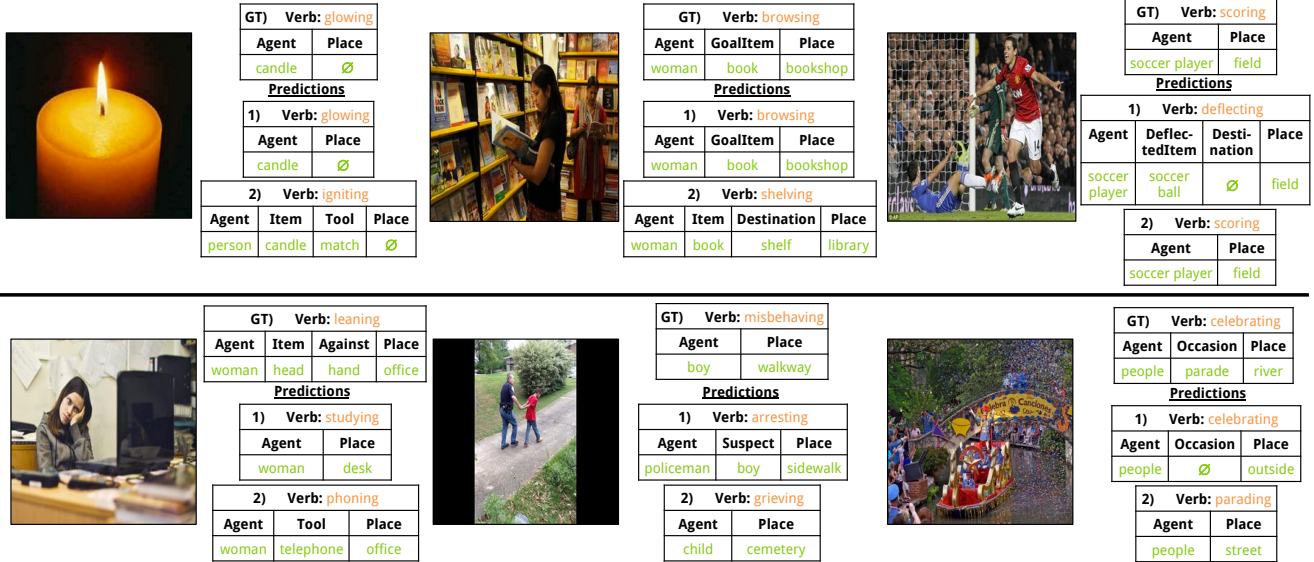 GT) Verb: glowing
Agent Place
candle Ø
Predictions
1) Verb: glowing
Agent Place
candle Ø
2) Verb: igniting
Agent Item Tool Place
person candle match Ø
GT) Verb: browsing
Agent GoalItem Place
woman book bookshop
Predictions
1) Verb: browsing
Agent GoalItem Place
woman book bookshop
2) Verb: shelving
Agent Item Destination Place
woman book shelf library
GT) Verb: scoring
Agent Place
soccer player field
Predictions
1) Verb: deflecting
Agent Deflec- Desti- Place
tedItem nation
soccer soccer Ø field
player ball
2) Verb: scoring
Agent Place
soccer player field
GT) Verb: leaning
Agent Item Against Place
woman head hand office
Predictions
1) Verb: studying
Agent Place
woman desk
2) Verb: phoning
Agent Tool Place
woman telephone office
GT) Verb: misbehaving
Agent Place
boy walkway
Predictions
1) Verb: arresting
Agent Suspect Place
policeman boy sidewalk
2) Verb: grieving
Agent Place
child cemetery
GT) Verb: celebrating
Agent Occasion Place
people parade river
Predictions
1) Verb: celebrating
Agent Occasion Place
people Ø outside
2) Verb: parading
Agent Place
people street
AON
14
Canciones